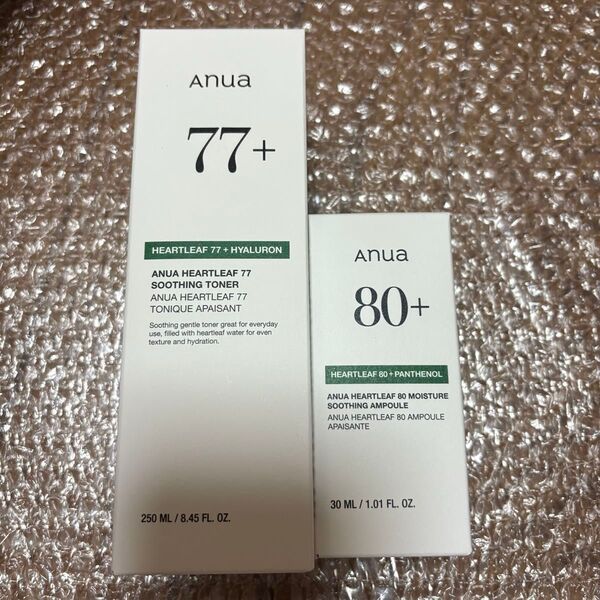 Anua
77+
HEARTLEAF 77 + HYALURON
ANUA HEARTLEAF 77
SOOTHING TONER
ANUA HEARTLEAF 77
TONIQUE APAISANT
Soothing gentle toner great for everyday
use, filled with heartleaf water for even
texture and hydration.
250 ML / 8.45 FL. OZ.
Anua
80+
HEARTLEAF 80 + PANTHENOL
ANUA HEARTLEAF 80 MOISTURE
SOOTHING AMPOULE
ANUA HEARTLEAF 80 AMPOULE
APAISANTE
30 ML / 1.01 FL. OZ.